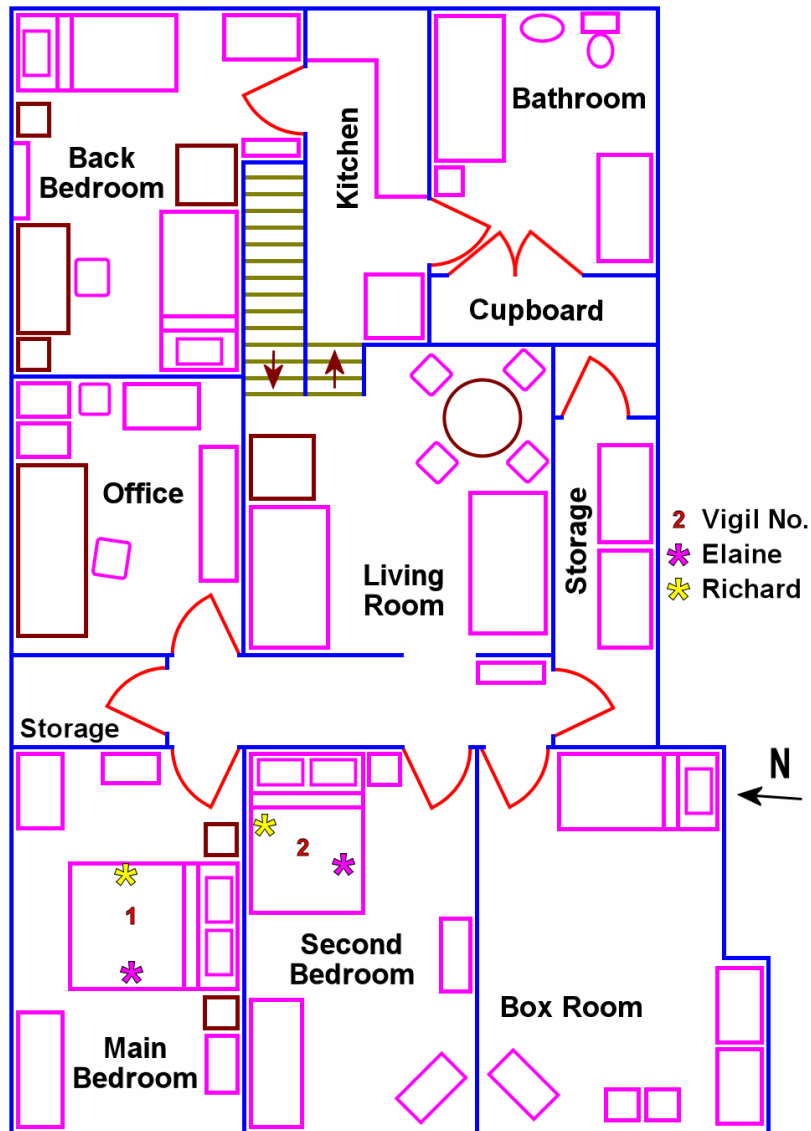 Bathroom
Back
Bedroom
Kitchen
Cupboard
Office
Living
Room
Storage
2 Vigil No.
Elaine
Richard
Storage
N
2
1
Second
Bedroom
Box Room
Main
Bedroom